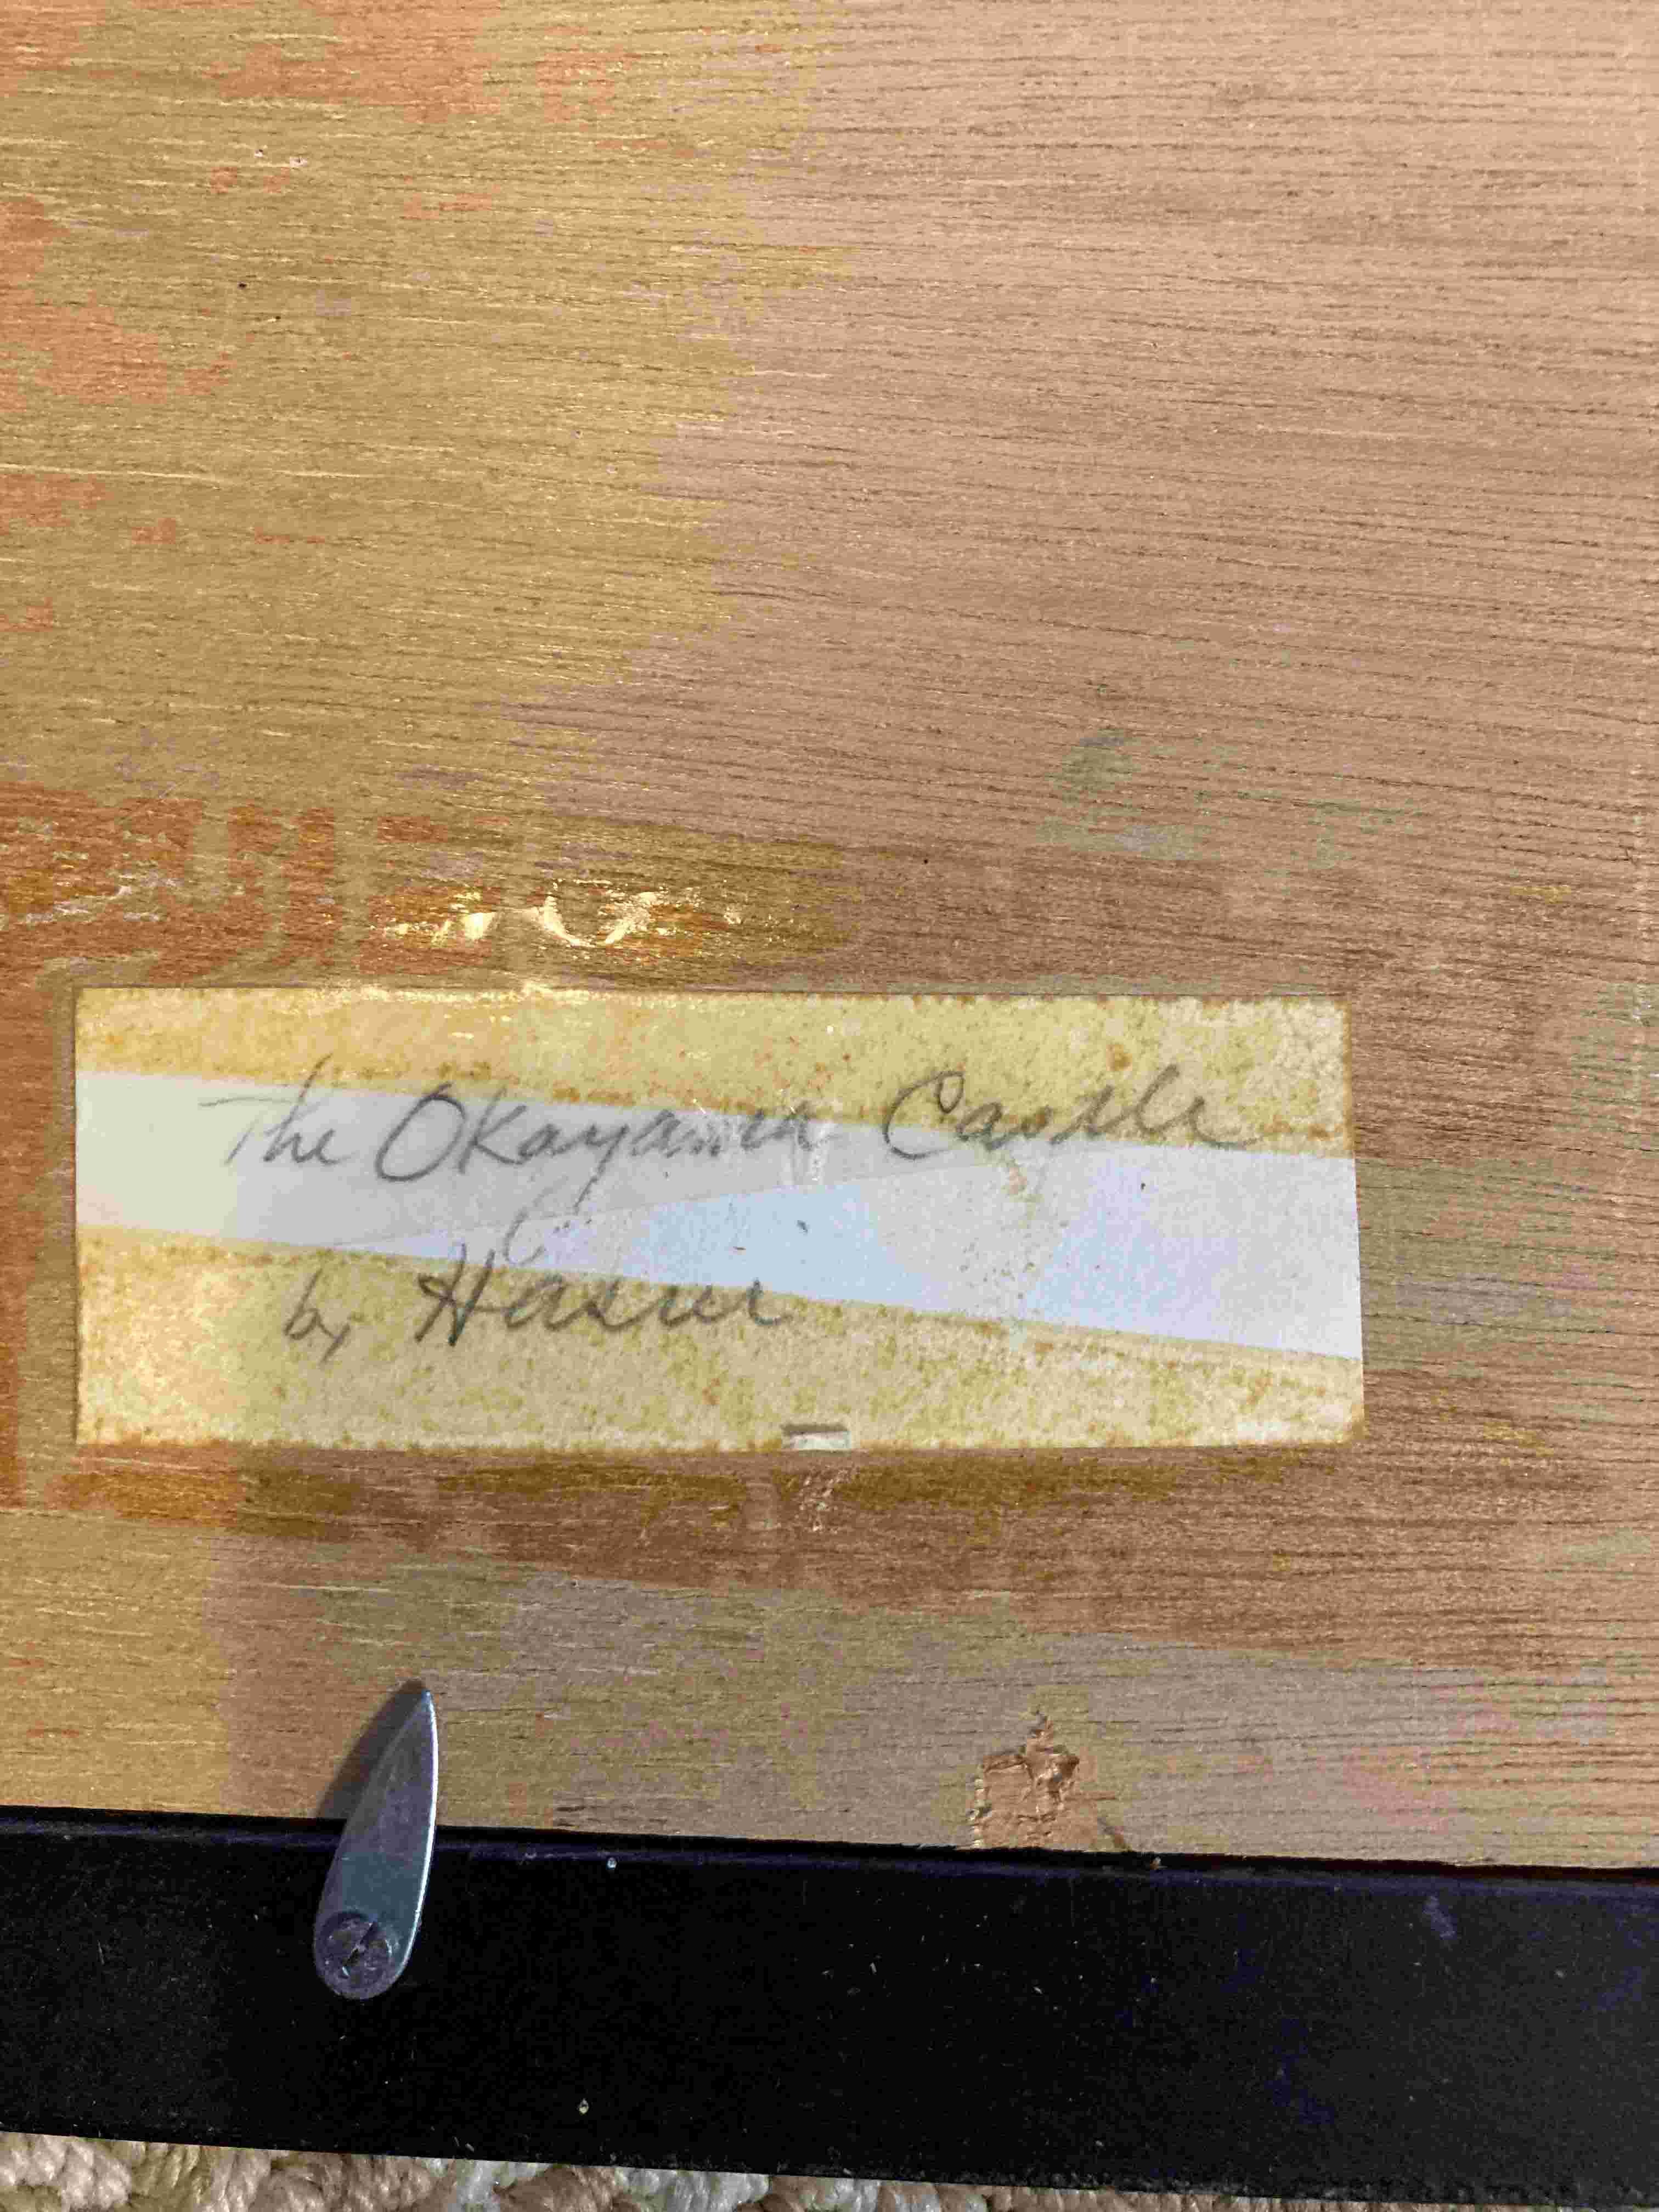 The Okayama Castle
by Hasui